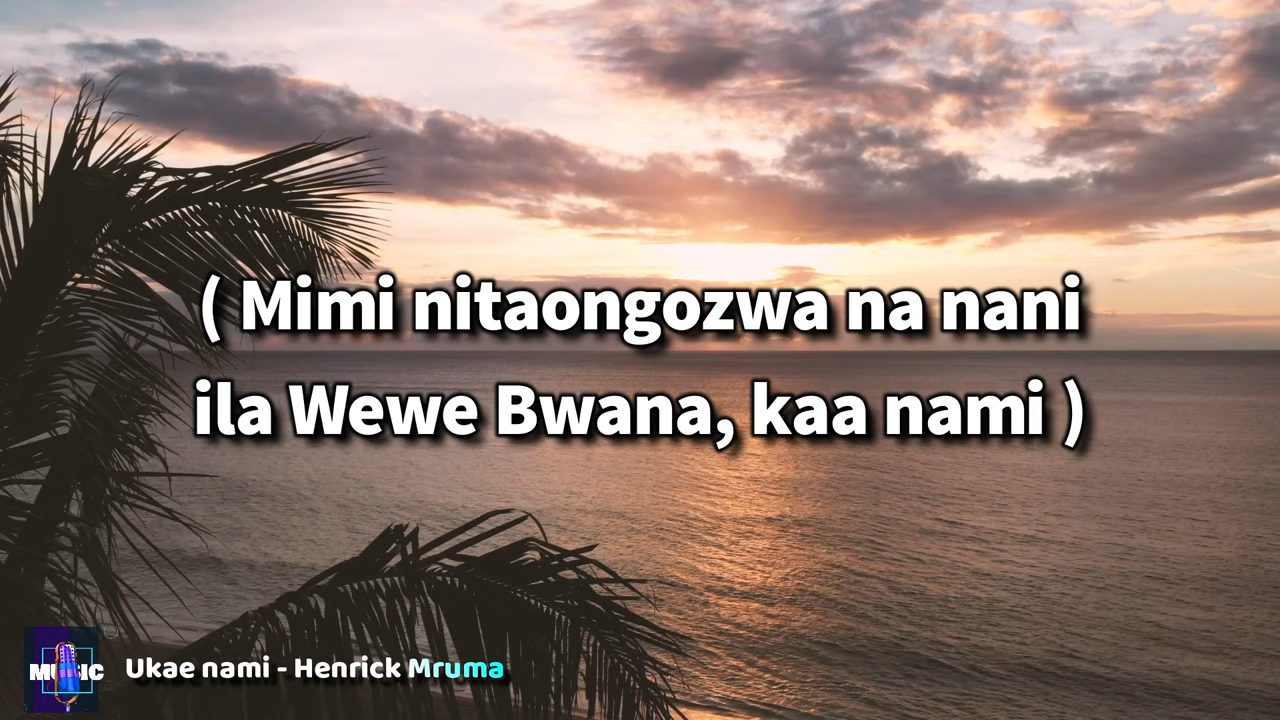 ( Mimi nitaongozwa na nani
ila Wewe Bwana, kaa nami )
MUSIC
Ukae nami - Henrick Mruma